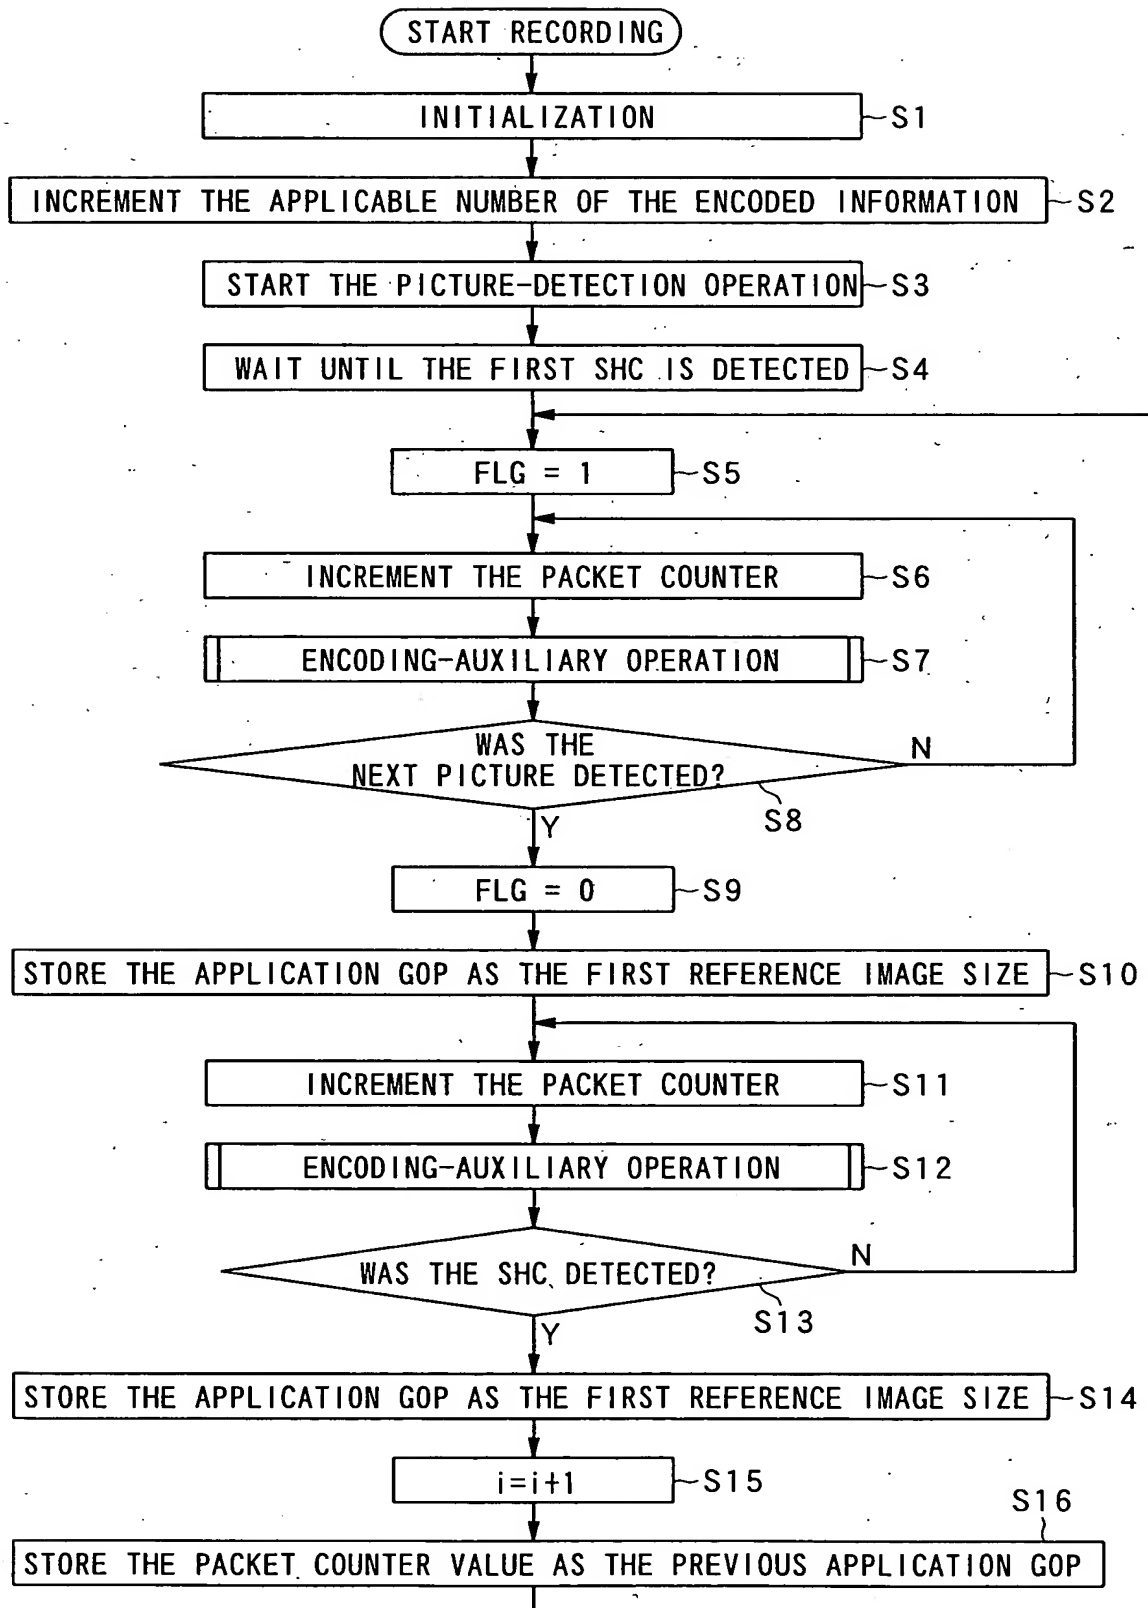 START RECORDING
INITIALIZATION
S1
INCREMENT THE APPLICABLE NUMBER OF THE ENCODED INFORMATION
S2
START THE PICTURE-DETECTION OPERATION
S3
WAIT UNTIL THE FIRST SHC IS DETECTED
S4
FLG = 1
S5
INCREMENT THE PACKET COUNTER
S6
ENCODING-AUXILIARY OPERATION
S7
WAS THE
NEXT PICTURE DETECTED?
N
S8
Y
FLG = 0
S9
STORE THE APPLICATION GOP AS THE FIRST REFERENCE IMAGE SIZE
S10
INCREMENT THE PACKET COUNTER
S11
ENCODING-AUXILIARY OPERATION
S12
WAS THE SHC DETECTED?
N
S13
Y
STORE THE APPLICATION GOP AS THE FIRST REFERENCE IMAGE SIZE
S14
i=i+1
S15
S16
STORE THE PACKET COUNTER VALUE AS THE PREVIOUS APPLICATION GOP